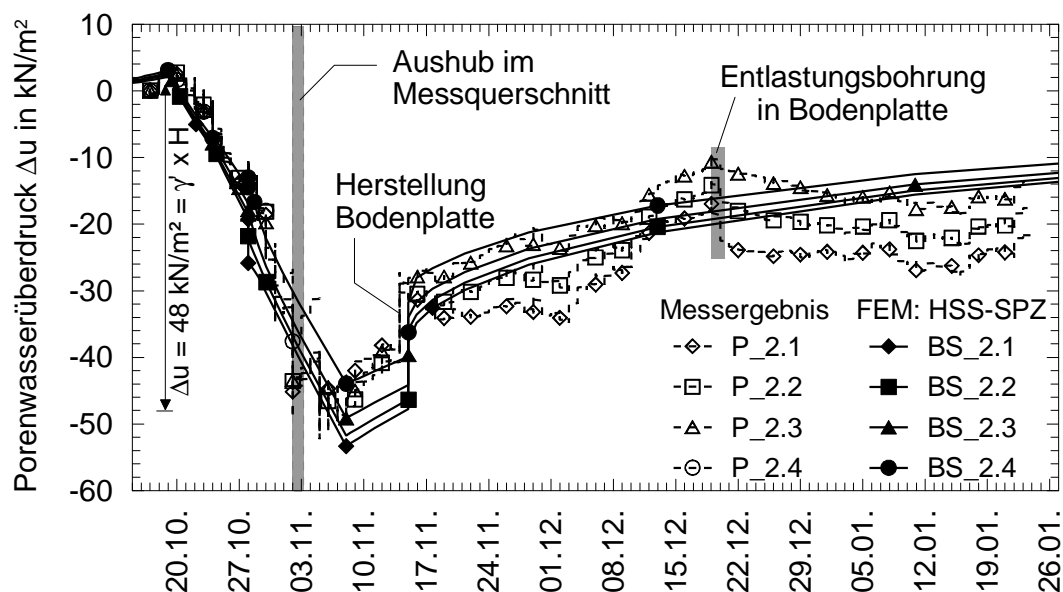 Porenwasserüberdruck Δu in kN/m²
10
0
-10
-20
-30
-40
-50
-60
Δu = 48 kN/m² = γ' x H
Aushub im
Messquerschnitt
Herstellung
Bodenplatte
Entlastungsbohrung
in Bodenplatte
Messergebnis FEM: HSS-SPZ
P_2.1 BS_2.1
P_2.2 BS_2.2
P_2.3 BS_2.3
P_2.4 BS_2.4
20.10. 27.10. 03.11. 10.11. 17.11. 24.11. 01.12. 08.12. 15.12. 22.12. 29.12. 05.01. 12.01. 19.01. 26.01.